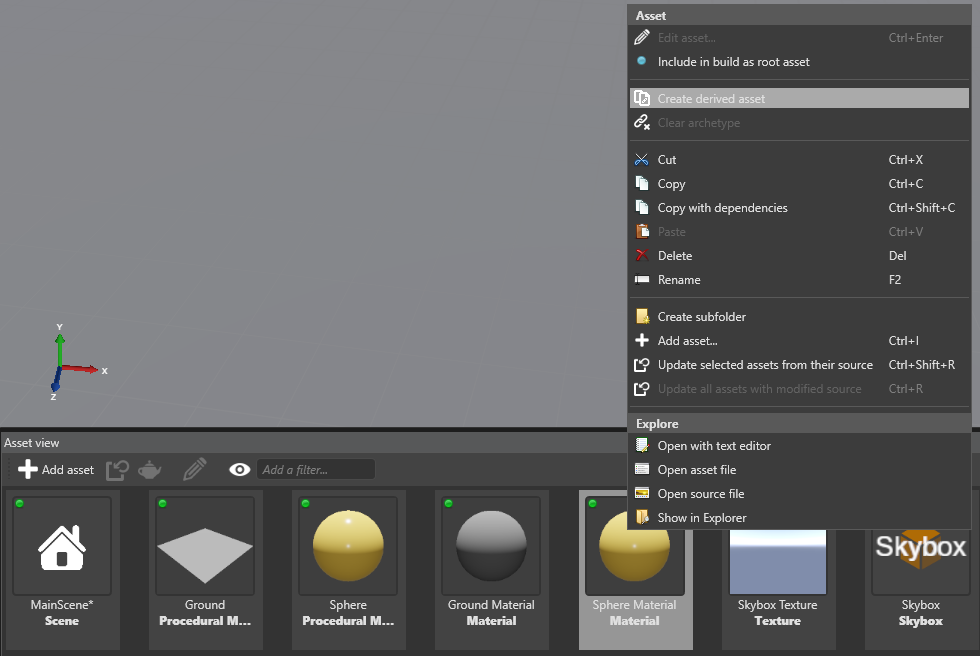 Asset
Edit asset... Ctrl+Enter
Include in build as root asset
Create derived asset
Clear archetype
Cut Ctrl+X
Copy Ctrl+C
Copy with dependencies Ctrl+Shift+C
Paste Ctrl+V
Delete Del
Rename F2
Create subfolder
Add asset... Ctrl+I
Update selected assets from their source Ctrl+Shift+R
Update all assets with modified source Ctrl+R
Explore
Open with text editor
Open asset file
Open source file
Show in Explorer
Y
X
Z
Asset view
Add asset
Add a filter...
MainScene*
Scene
Ground
Procedural M...
Sphere
Procedural M...
Ground Material
Material
Sphere Material
Material
Skybox Texture
Texture
Skybox
Skybox
Skybox